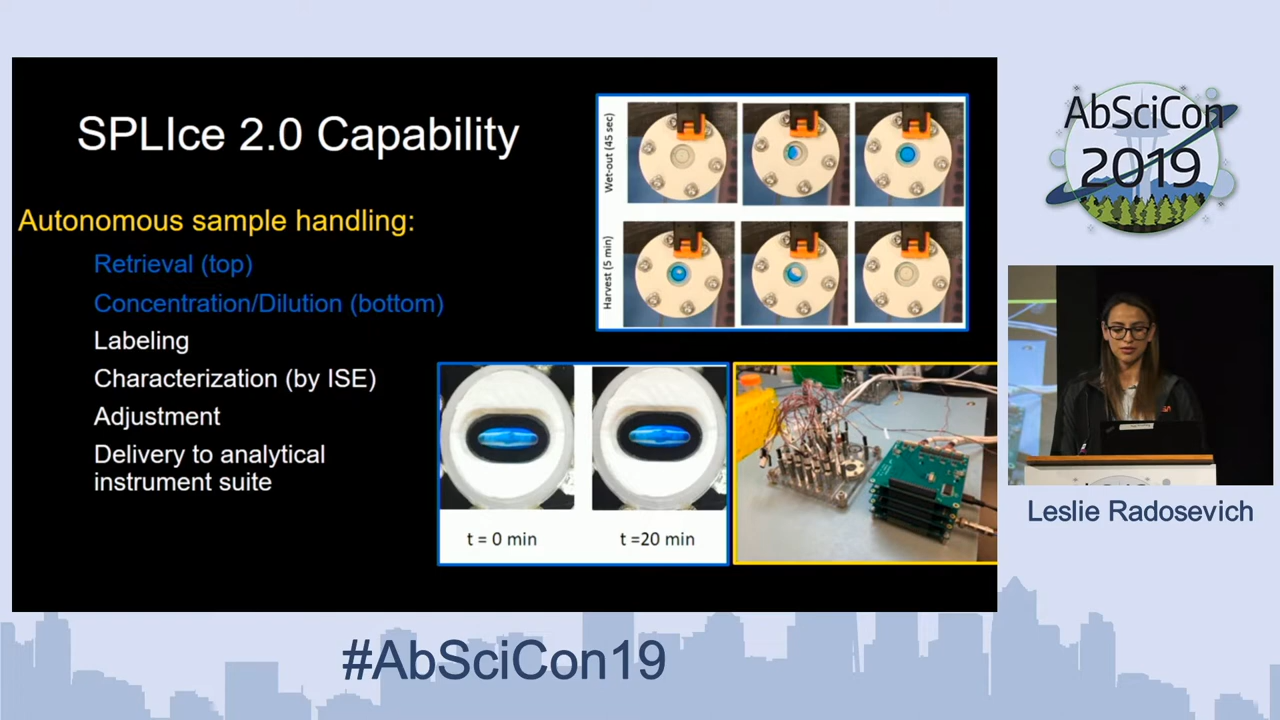 SPLIce 2.0 Capability
Autonomous sample handling:
Retrieval (top)
Concentration/Dilution (bottom)
Labeling
Characterization (by ISE)
Adjustment
Delivery to analytical
instrument suite
Wet-out (45 sec)
Harvest (5 min)
t = 0 min
t =20 min
AbSciCon
2019
Leslie Radosevich
#AbSciCon19